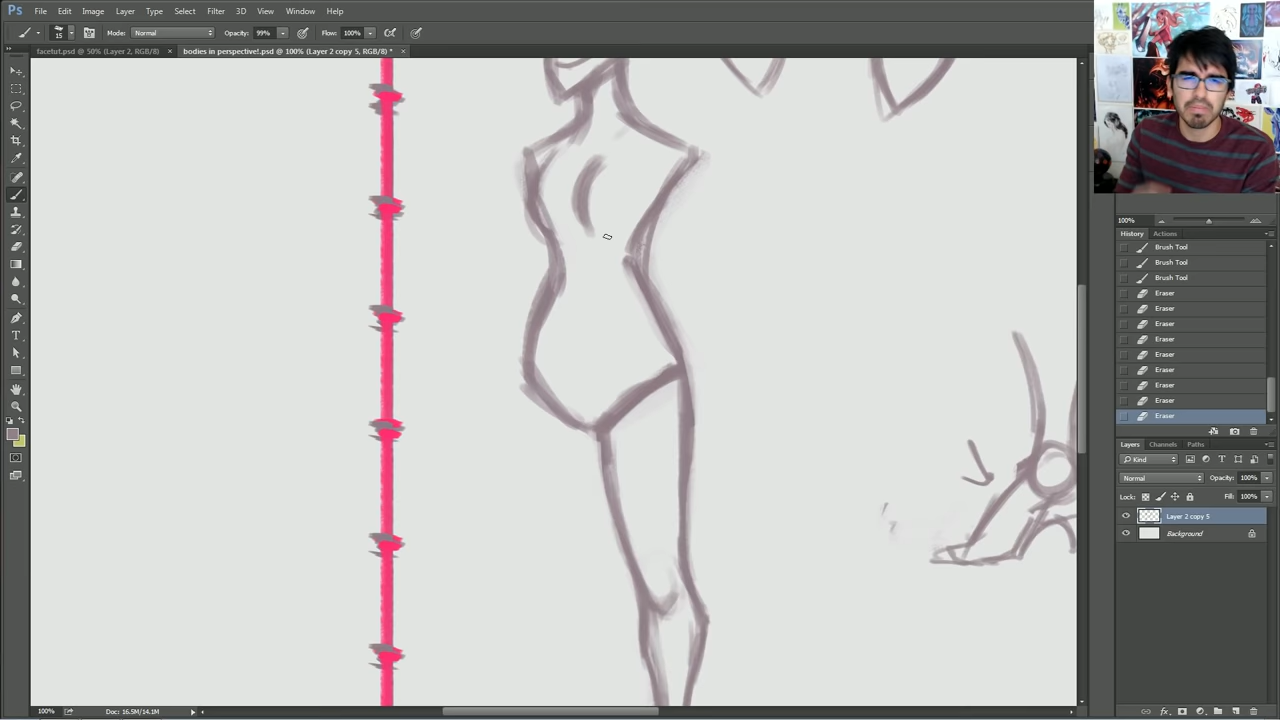 Ps File Edit Image Layer Type Select Filter 3D View Window Help
15 Mode: Normal Opacity: 99% Flow: 100%
facetut.psd @ 50% (Layer 2, RGB/8) × bodies in perspective!.psd @ 100% (Layer 2 copy 5, RGB/8) * ×
100%
History Actions
Brush Tool
Brush Tool
Brush Tool
Eraser
Eraser
Eraser
Eraser
Eraser
Eraser
Eraser
Eraser
Eraser
Layers Channels Paths
Kind
Normal Opacity: 100%
Lock: Fill: 100%
Layer 2 copy 5
Background
100% Doc: 16.5M/14.1M